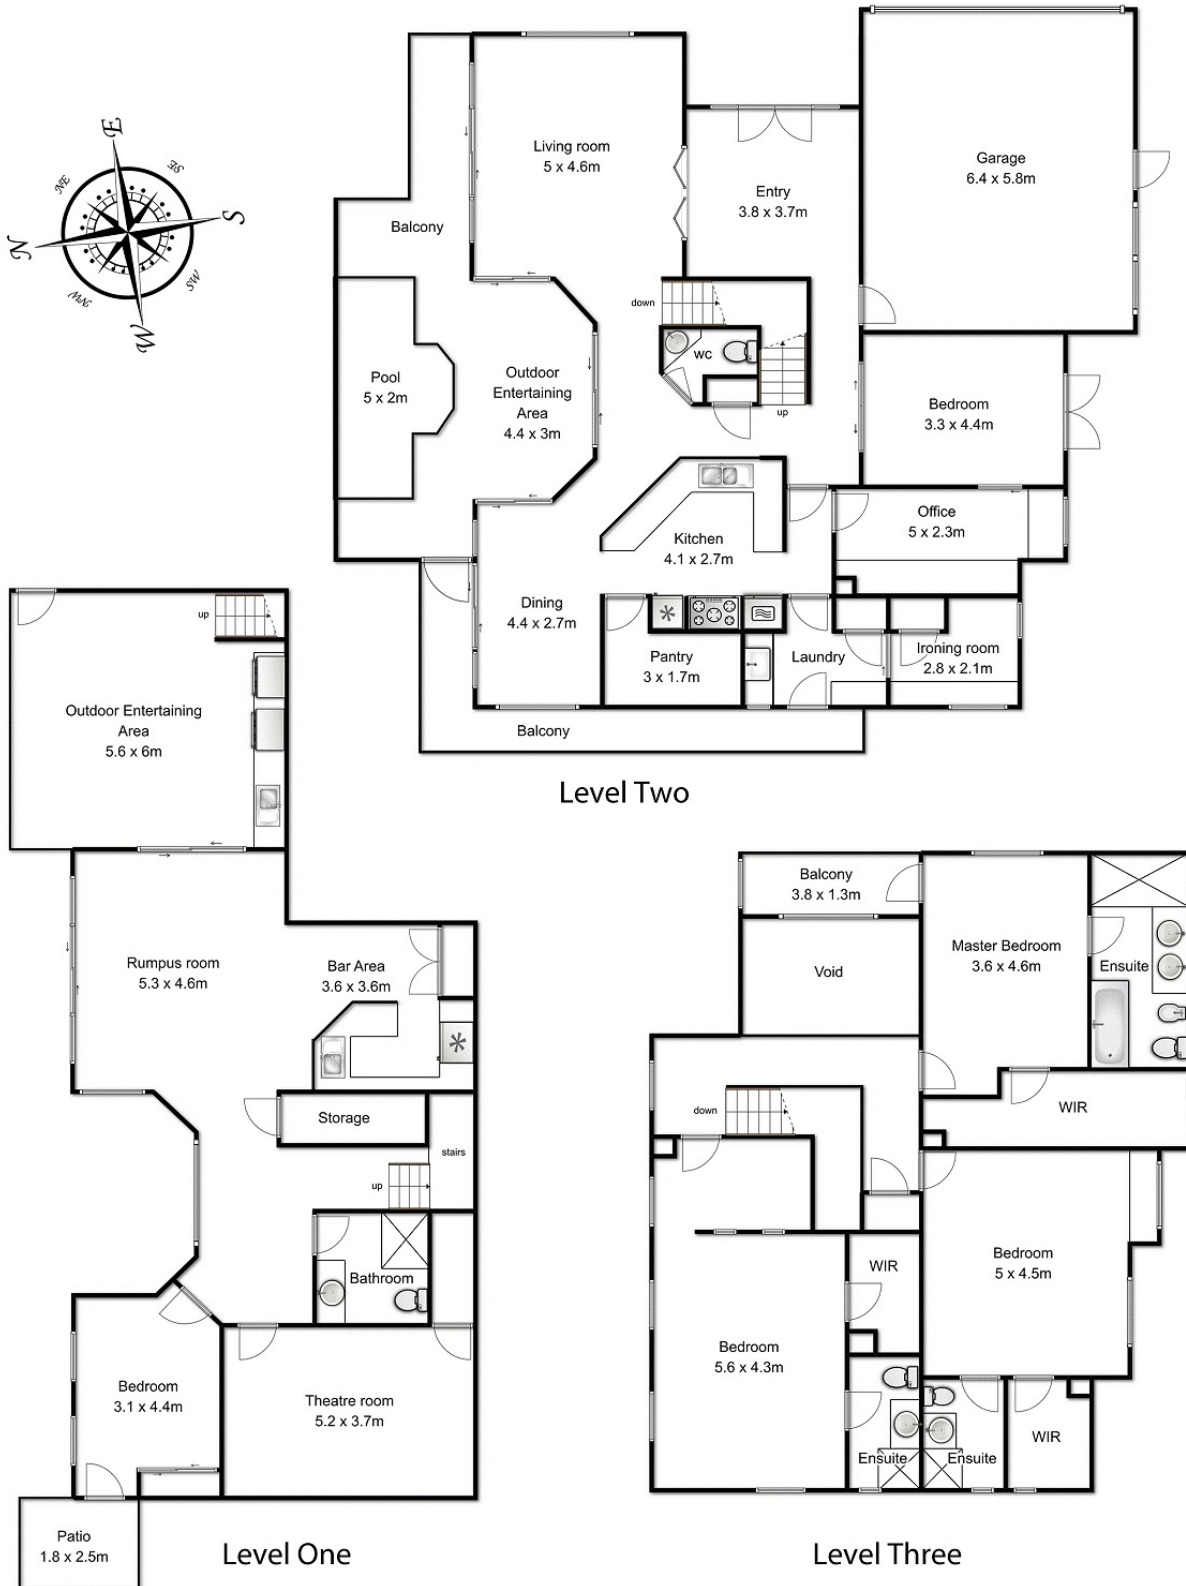 E
SE
S
SW
W
NW
N
NE
Living room
5 x 4.6m
Entry
3.8 x 3.7m
Garage
6.4 x 5.8m
Balcony
down
WC
up
Pool
5 x 2m
Outdoor
Entertaining
Area
4.4 x 3m
Bedroom
3.3 x 4.4m
Kitchen
4.1 x 2.7m
Office
5 x 2.3m
Dining
4.4 x 2.7m
Pantry
3 x 1.7m
Laundry
Ironing room
2.8 x 2.1m
Balcony
Level Two
up
Outdoor Entertaining
Area
5.6 x 6m
Rumpus room
5.3 x 4.6m
Bar Area
3.6 x 3.6m
Storage
stairs
up
Bathroom
Bedroom
3.1 x 4.4m
Theatre room
5.2 x 3.7m
Patio
1.8 x 2.5m
Level One
Balcony
3.8 x 1.3m
Void
Master Bedroom
3.6 x 4.6m
Ensuite
WIR
down
WIR
Bedroom
5 x 4.5m
Bedroom
5.6 x 4.3m
Ensuite
Ensuite
WIR
Level Three